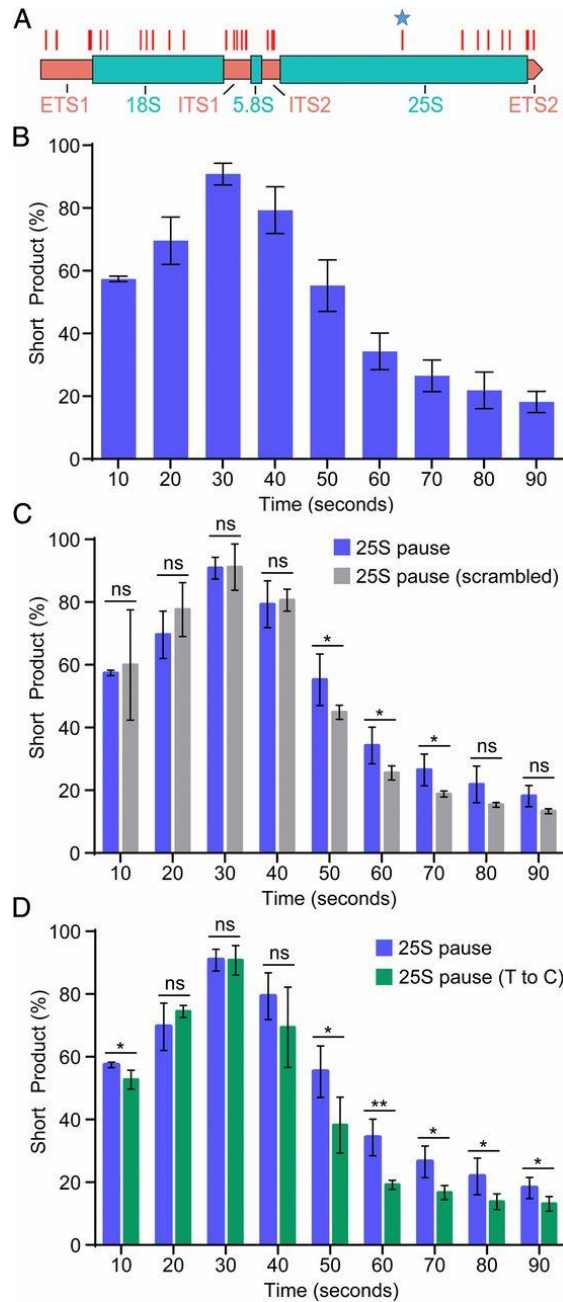 A
ETS1 ITS1 ITS2 ETS2
18S 5.8S 25S
B
Short Product (%)
100
80
60
40
20
0
10 20 30 40 50 60 70 80 90
Time (seconds)
C
Short Product (%)
100
80
60
40
20
0
25S pause
25S pause (scrambled)
ns ns ns ns * * * ns ns
10 20 30 40 50 60 70 80 90
Time (seconds)
D
Short Product (%)
100
80
60
40
20
0
25S pause
25S pause (T to C)
* ns ns ns * ** * * *
10 20 30 40 50 60 70 80 90
Time (seconds)